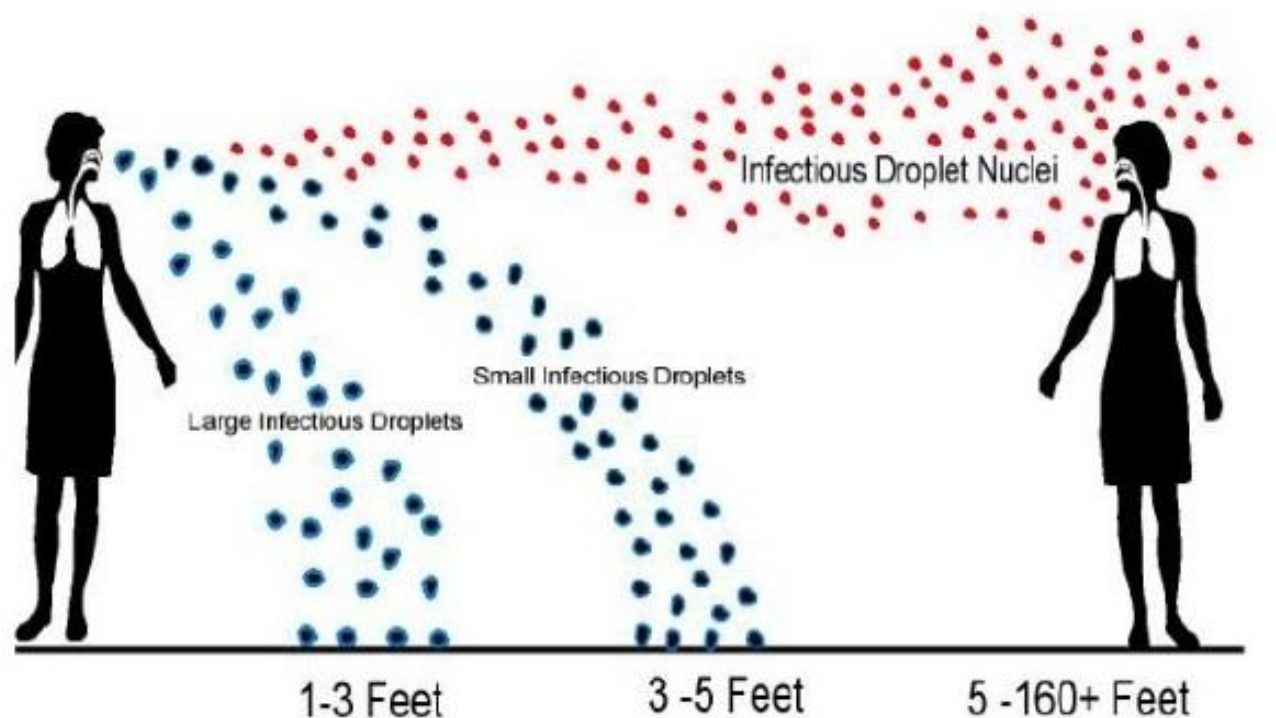 Infectious Droplet Nuclei
Small Infectious Droplets
Large Infectious Droplets
1-3 Feet
3 -5 Feet
5 -160+ Feet